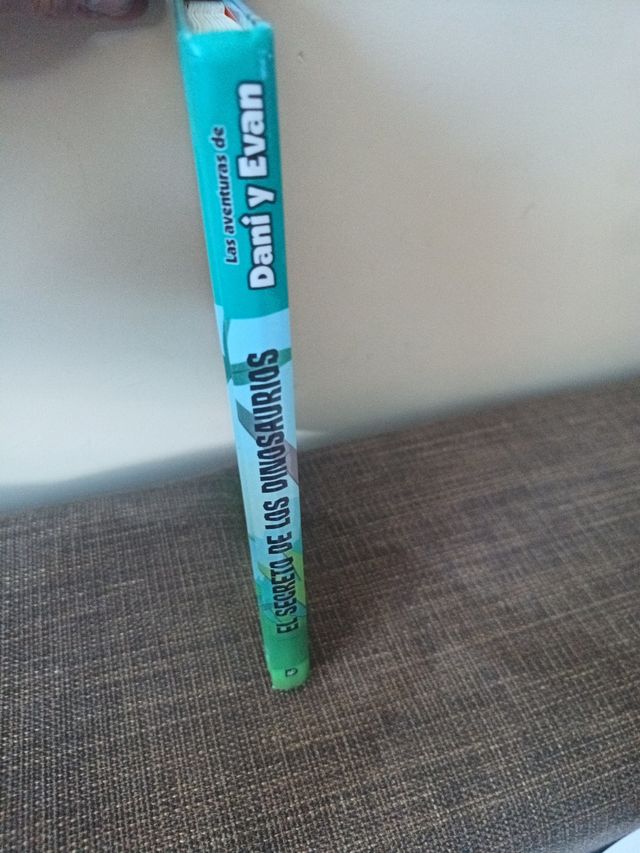 Las aventuras de
Dani y Evan
EL SECRETO DE LOS DINOSAURIOS